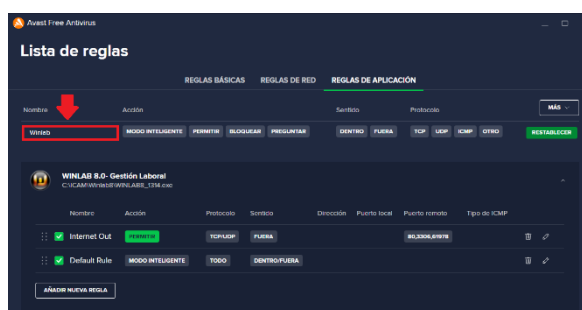 Avast Free Antivirus
Lista de reglas
REGLAS BÁSICAS REGLAS DE RED REGLAS DE APLICACIÓN
Nombre Acción Sentido Protocolo MÁS
Winlab MODO INTELIGENTE PERMITIR BLOQUEAR PREGUNTAR DENTRO FUERA TCP UDP ICMP OTRO RESTABLECER
WINLAB 8.0- Gestión Laboral
C:\ICAM\Winlab8\WINLAB8_1314.exe
Nombre Acción Protocolo Sentido Dirección Puerto local Puerto remoto Tipo de ICMP
Internet Out PERMITIR TCP/UDP FUERA 80,3306,61978
Default Rule MODO INTELIGENTE TODO DENTRO/FUERA
AÑADIR NUEVA REGLA